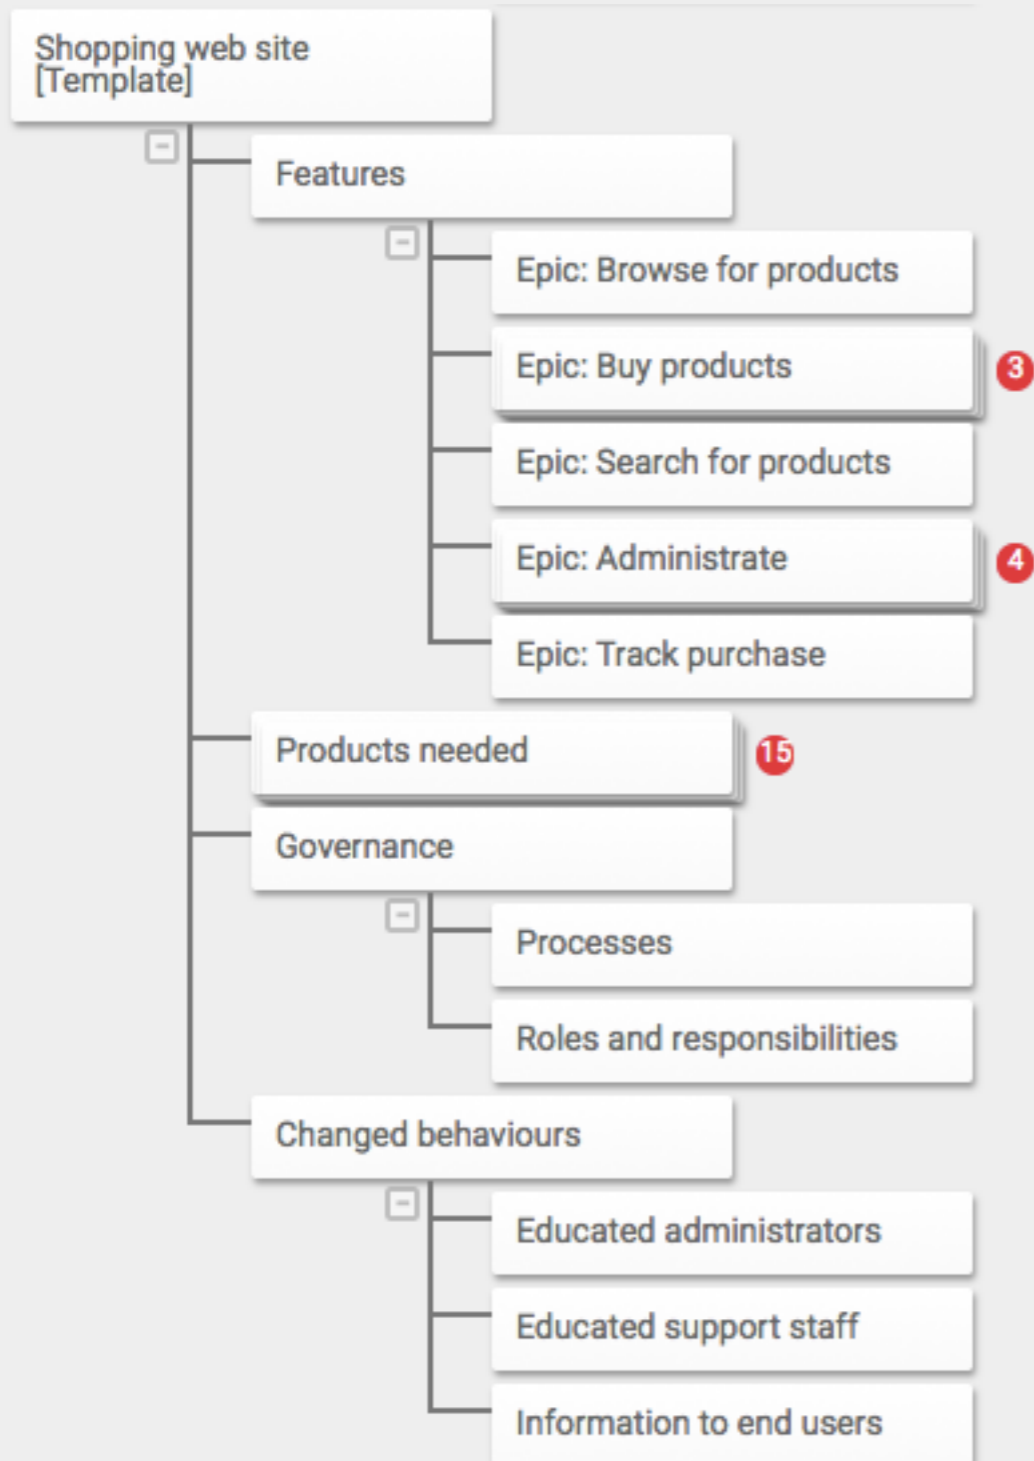 Shopping web site
[Template]
Features
Epic: Browse for products
Epic: Buy products
3
Epic: Search for products
Epic: Administrate
4
Epic: Track purchase
Products needed
15
Governance
Processes
Roles and responsibilities
Changed behaviours
Educated administrators
Educated support staff
Information to end users